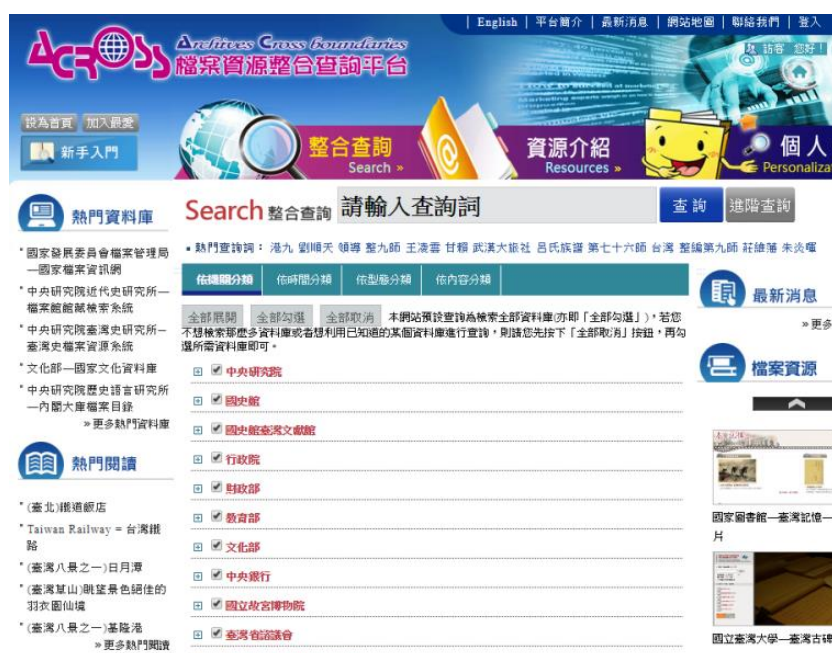 | English | 平台簡介 | 最新消息 | 網站地圖 | 聯絡我們 | 登入
ACROSS
Archives Cross Boundaries
檔案資源整合查詢平台
訪客 您好!
設為首頁 加入最愛
新手入門
整合查詢
Search »
資源介紹
Resources »
個人
Personaliza
熱門資料庫
國家發展委員會檔案管理局
—國家檔案資訊網
中央研究院近代史研究所—
檔案館館藏檢索系統
中央研究院臺灣史研究所—
臺灣史檔案資源系統
文化部—國家文化資料庫
中央研究院歷史語言研究所
—內閣大庫檔案目錄
»更多熱門資料庫
熱門閱讀
(臺北)鐵道飯店
Taiwan Railway = 台灣鐵
路
(臺灣八景之一)日月潭
(臺灣草山)眺望景色絕佳的
羽衣園仙境
(臺灣八景之一)基隆港
»更多熱門閱讀
Search 整合查詢 請輸入查詢詞 查詢 進階查詢
熱門查詢詞: 港九 劉順天 領導 整九師 王凌雲 甘賴 武漢大旅社 呂氏族譜 第七十六師 台灣 整編第九師 莊維藩 朱炎暉
依機關分類 依時間分類 依型態分類 依內容分類
全部展開 全部勾選 全部取消 本網站預設查詢為檢索全部資料庫(亦即「全部勾選」),若您
不想檢索那麼多資料庫或者想利用已知道的某個資料庫進行查詢,則請您先按下「全部取消」按鈕,再勾
選所需資料庫即可。
中央研究院
國史館
國史館臺灣文獻館
行政院
財政部
教育部
文化部
中央銀行
國立故宮博物院
臺灣省諮議會
最新消息
»更多
檔案資源
國家圖書館—臺灣記憶—
片
國立臺灣大學—臺灣古碑